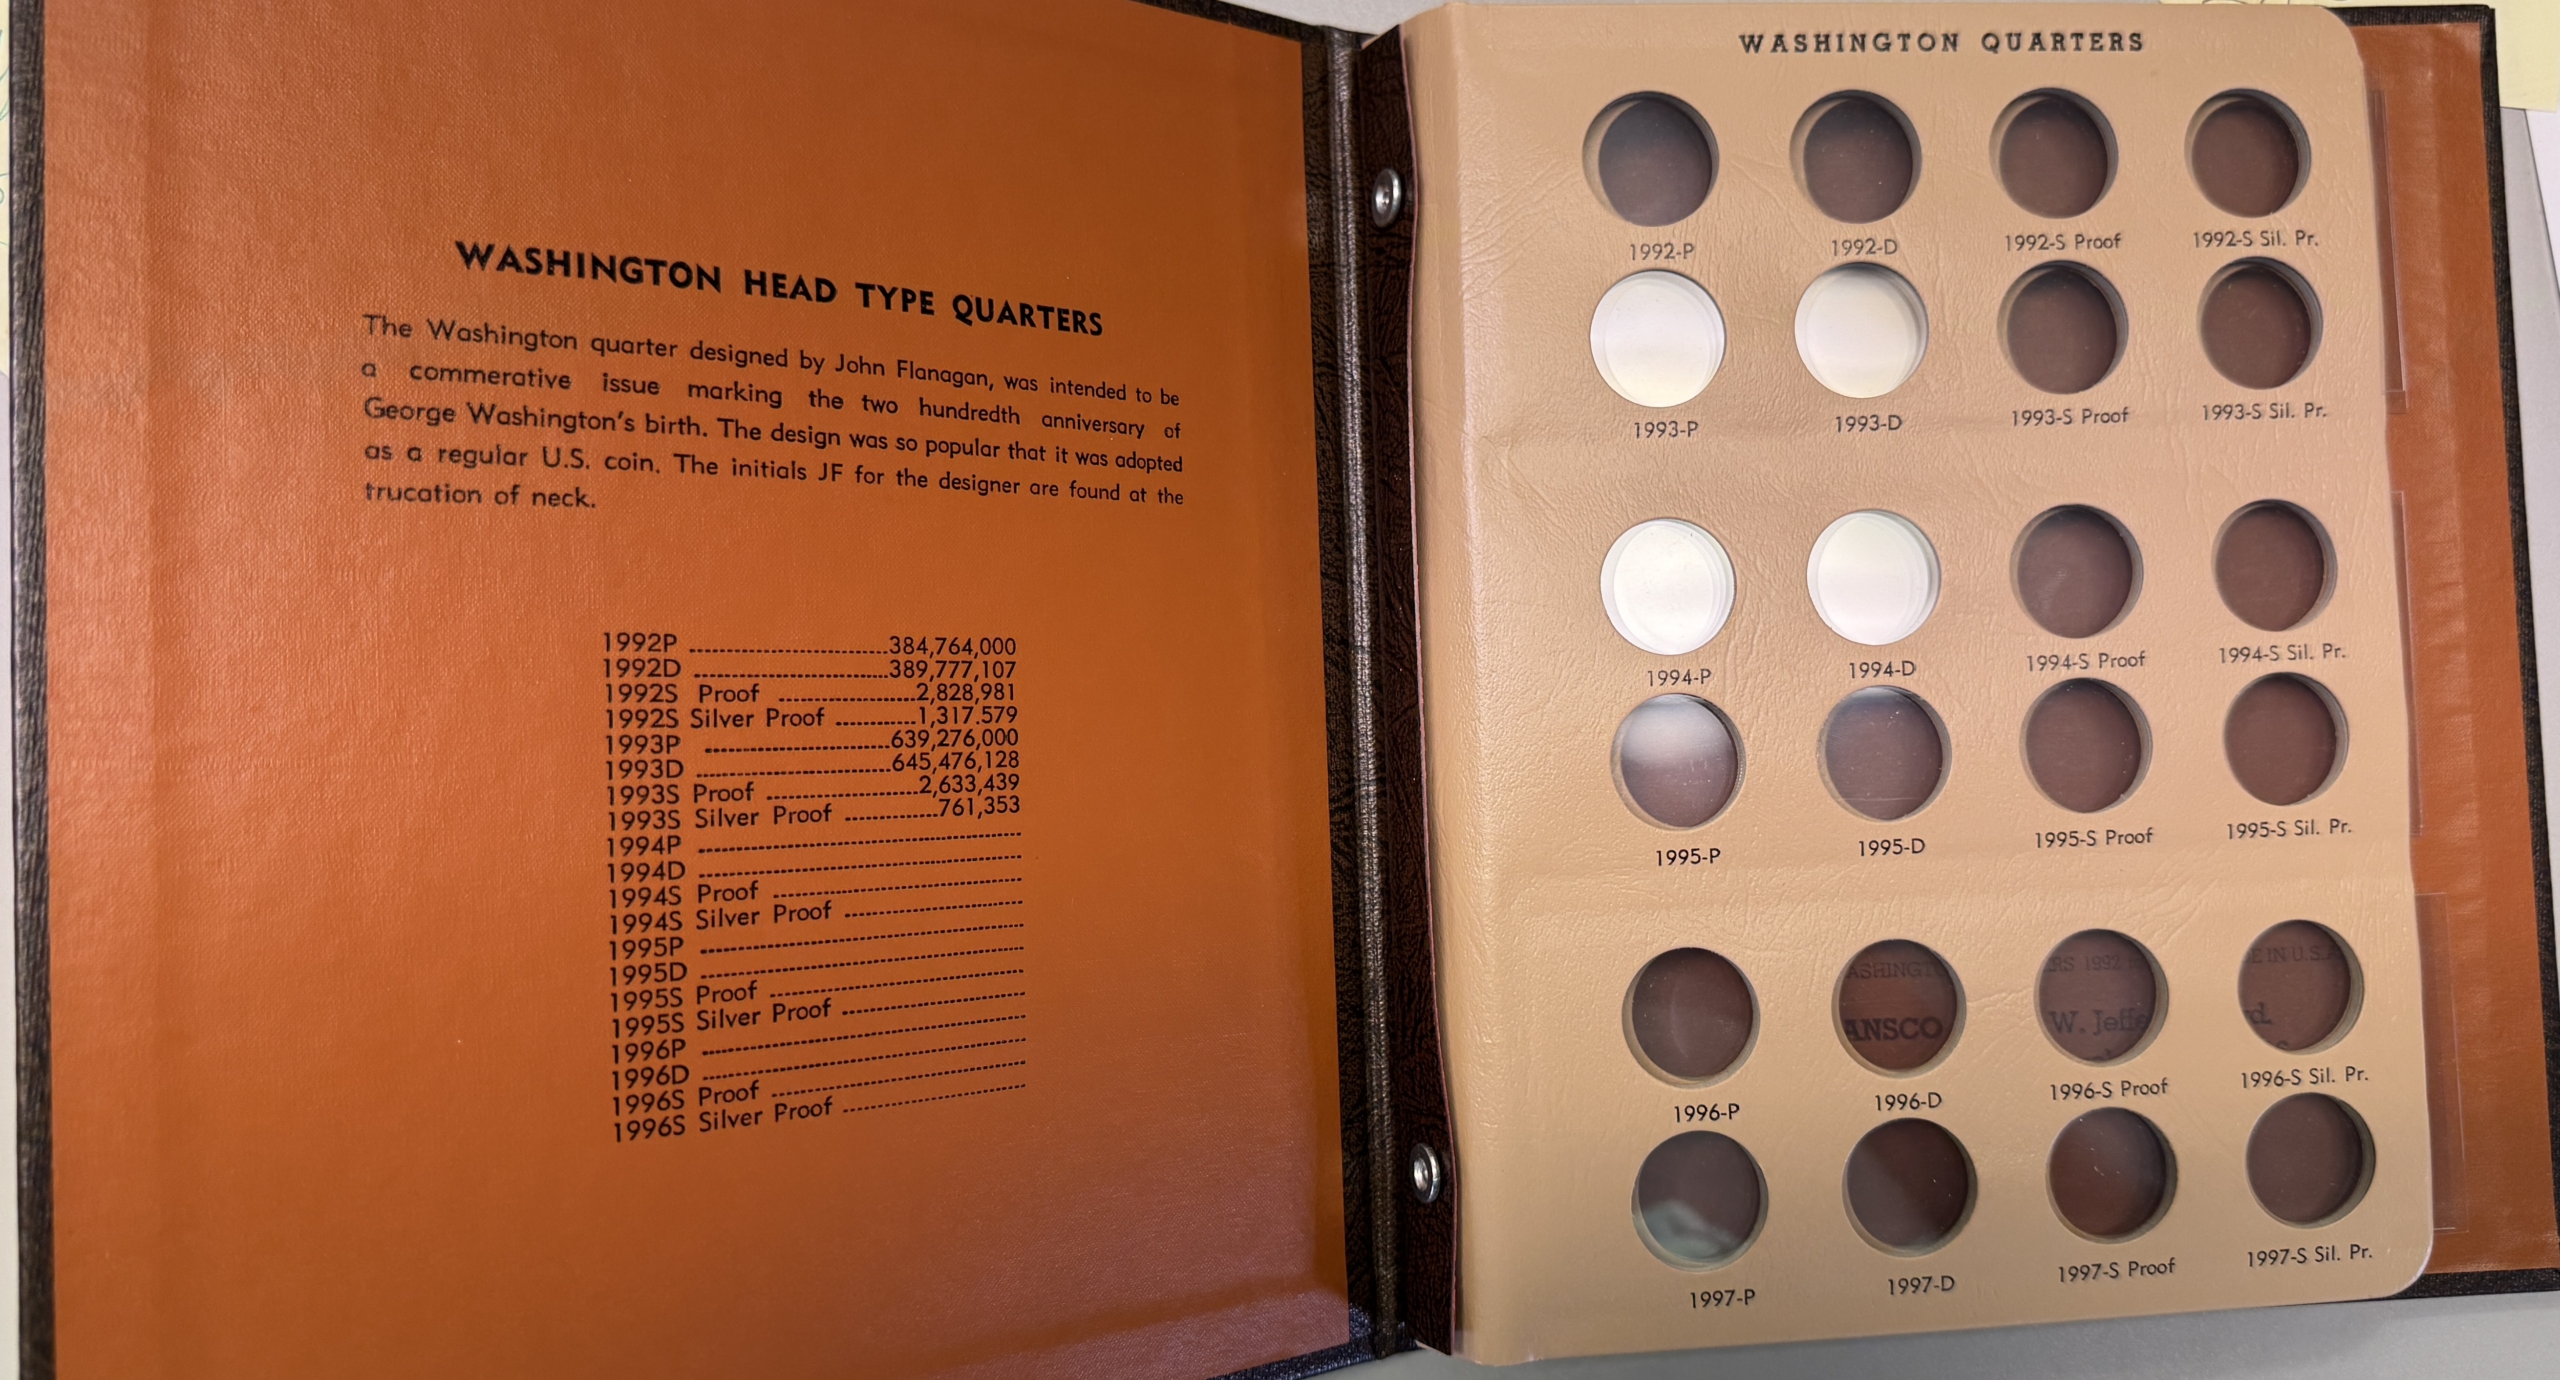 WASHINGTON HEAD TYPE QUARTERS
The Washington quarter designed by John Flanagan, was intended to be
a commerative issue marking the two hundredth anniversary of
George Washington's birth. The design was so popular that it was adopted
as a regular U.S. coin. The initials JF for the designer are found at the
trucation of neck.
1992P ........................ 384,764,000
1992D ........................ 389,777,107
1992S Proof ................. 2,828,981
1992S Silver Proof ............ 1,317.579
1993P ........................ 639,276,000
1993D ........................ 645,476,128
1993S Proof ................... 2,633,439
1993S Silver Proof .............. 761,353
1994P ........................
1994D ........................
1994S Proof ........................
1994S Silver Proof ........................
1995P ........................
1995D ........................
1995S Proof ........................
1995S Silver Proof ........................
1996P ........................
1996D ........................
1996S Proof ........................
1996S Silver Proof ........................
WASHINGTON QUARTERS
1992-P 1992-D 1992-S Proof 1992-S Sil. Pr.
1993-P 1993-D 1993-S Proof 1993-S Sil. Pr.
1994-P 1994-D 1994-S Proof 1994-S Sil. Pr.
1995-P 1995-D 1995-S Proof 1995-S Sil. Pr.
ASHINGT RS 1992 E IN U.S.A
ANSCO W. Jeffe rd.
1996-P 1996-D 1996-S Proof 1996-S Sil. Pr.
1997-P 1997-D 1997-S Proof 1997-S Sil. Pr.